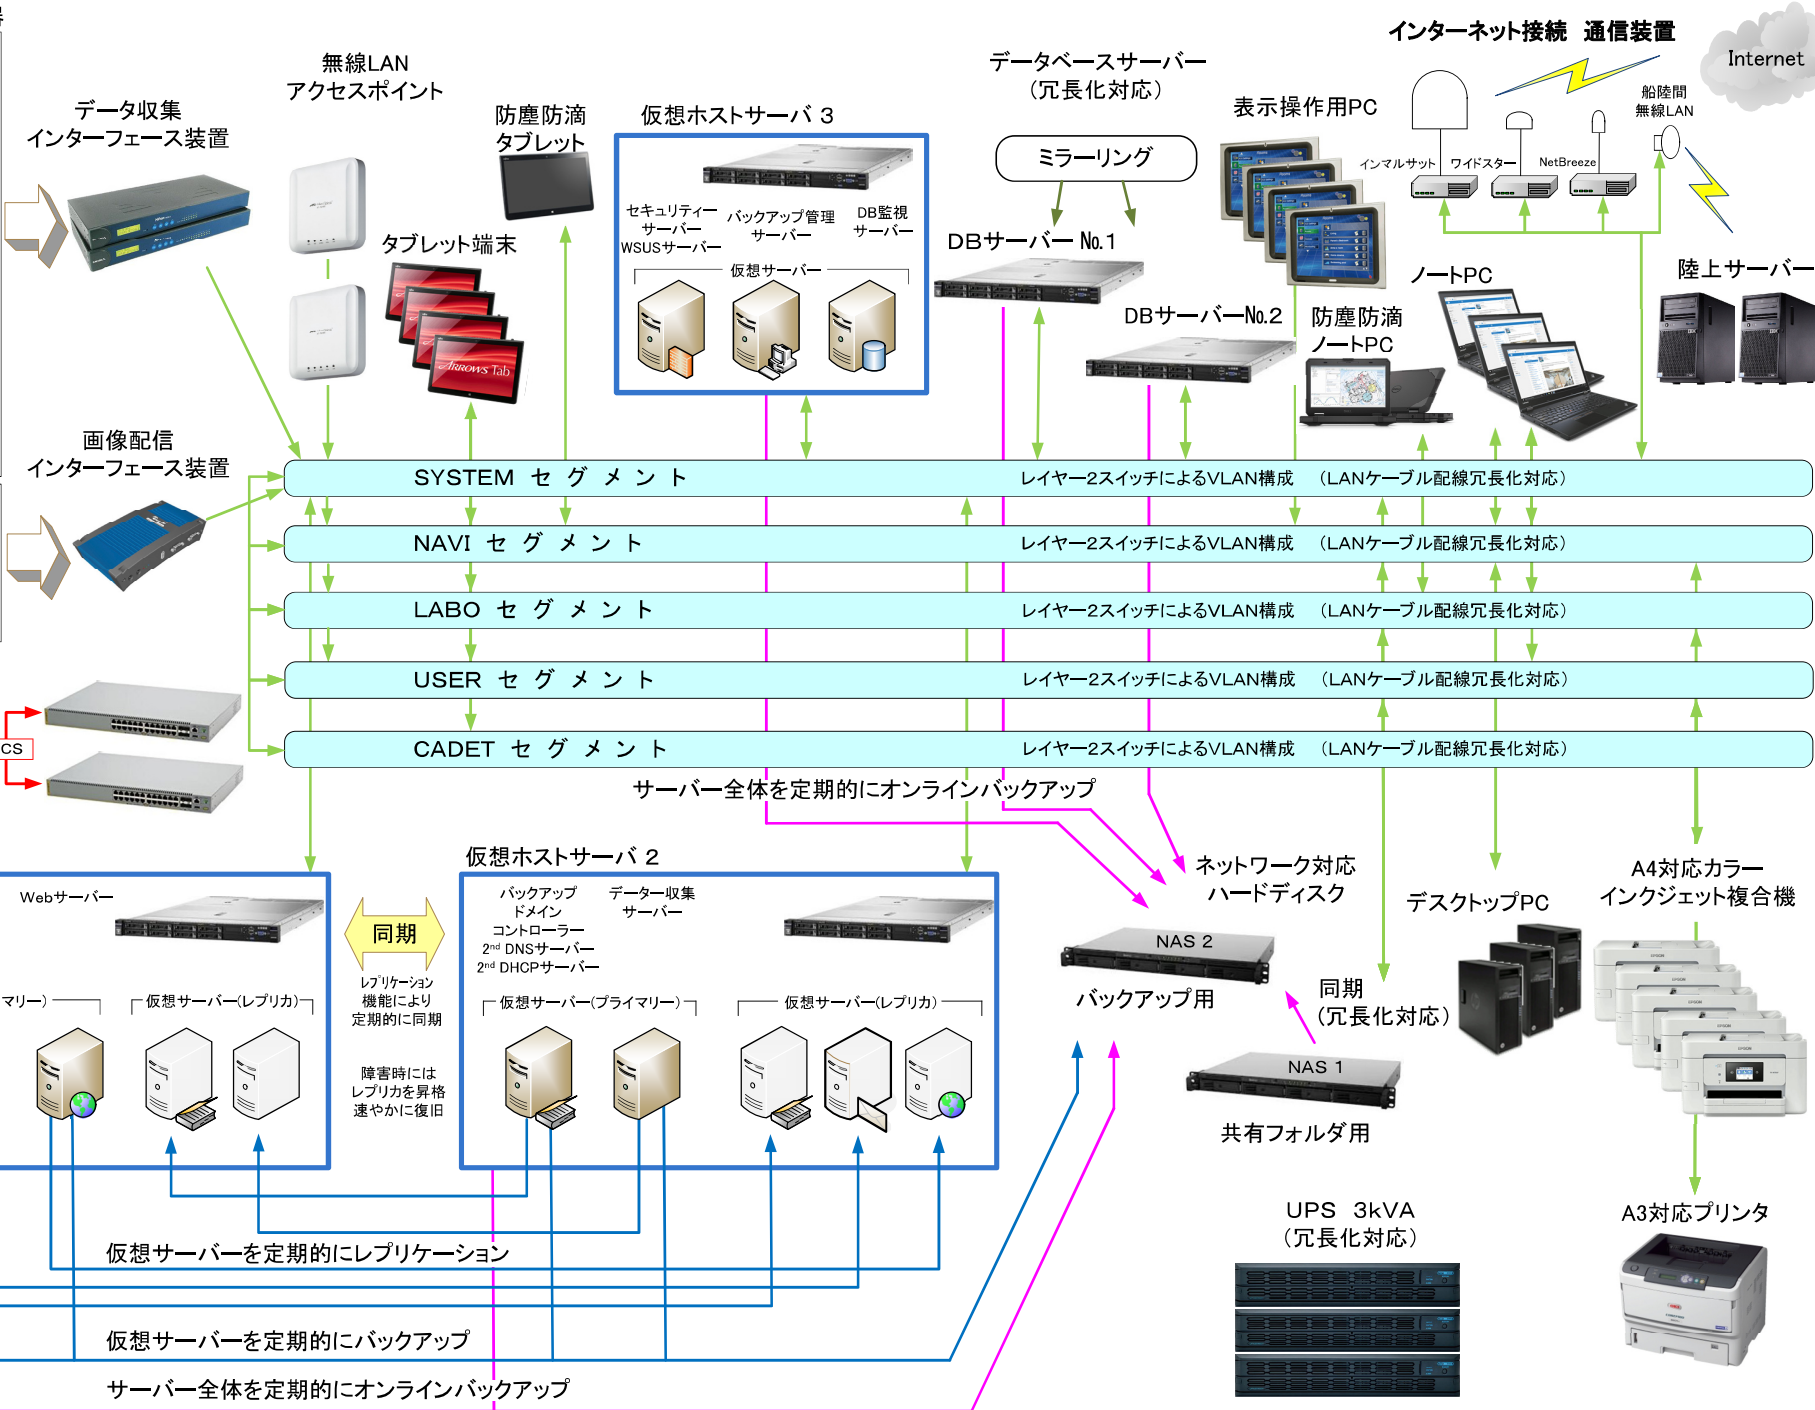 インターネット接続　通信装置
Internet
無線LAN
アクセスポイント
データベースサーバー
(冗長化対応)
船陸間
無線LAN
データ収集
インターフェース装置
防塵防滴
タブレット
仮想ホストサーバ 3
表示操作用PC
ミラーリング
インマルサット
ワイドスター
NetBreeze
セキュリティー
サーバー
WSUSサーバー
バックアップ管理
サーバー
DB監視
サーバー
タブレット端末
DBサーバー No.1
仮想サーバー
ノートPC
陸上サーバー
DBサーバーNo.2
防塵防滴
ノートPC
ARROWS Tab
画像配信
インターフェース装置
SYSTEM セグメント
レイヤー2スイッチによるVLAN構成　(LANケーブル配線冗長化対応)
NAVI セグメント
レイヤー2スイッチによるVLAN構成　(LANケーブル配線冗長化対応)
LABO セグメント
レイヤー2スイッチによるVLAN構成　(LANケーブル配線冗長化対応)
USER セグメント
レイヤー2スイッチによるVLAN構成　(LANケーブル配線冗長化対応)
CS
CADET セグメント
レイヤー2スイッチによるVLAN構成　(LANケーブル配線冗長化対応)
サーバー全体を定期的にオンラインバックアップ
仮想ホストサーバ 2
ネットワーク対応
ハードディスク
A4対応カラー
インクジェット複合機
Webサーバー
バックアップ
ドメイン
コントローラー
2nd DNSサーバー
2nd DHCPサーバー
データー収集
サーバー
デスクトップPC
同期
NAS 2
レプリケーション
機能により
定期的に同期
マリー)
仮想サーバー(レプリカ)
仮想サーバー(プライマリー)
仮想サーバー(レプリカ)
バックアップ用
同期
(冗長化対応)
障害時には
レプリカを昇格
速やかに復旧
NAS 1
共有フォルダ用
UPS 3kVA
(冗長化対応)
A3対応プリンタ
仮想サーバーを定期的にレプリケーション
仮想サーバーを定期的にバックアップ
サーバー全体を定期的にオンラインバックアップ